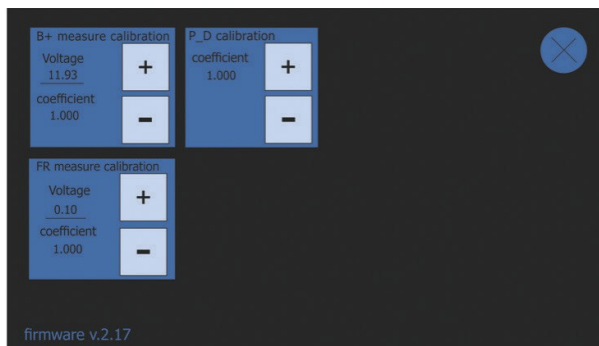 B+ measure calibration
Voltage
11.93
coefficient
1.000
+
-
P_D calibration
coefficient
1.000
+
-
FR measure calibration
Voltage
0.10
coefficient
1.000
+
-
firmware v.2.17